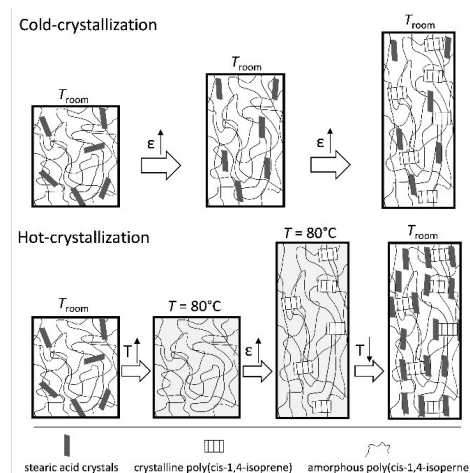 Cold-crystallization
Troom
Troom
Troom
ε
ε
Hot-crystallization
Troom
T = 80°C
T = 80°C
Troom
T
ε
T
stearic acid crystals
crystalline poly(cis-1,4-isoprene)
amorphous poly(cis-1,4-isoperne